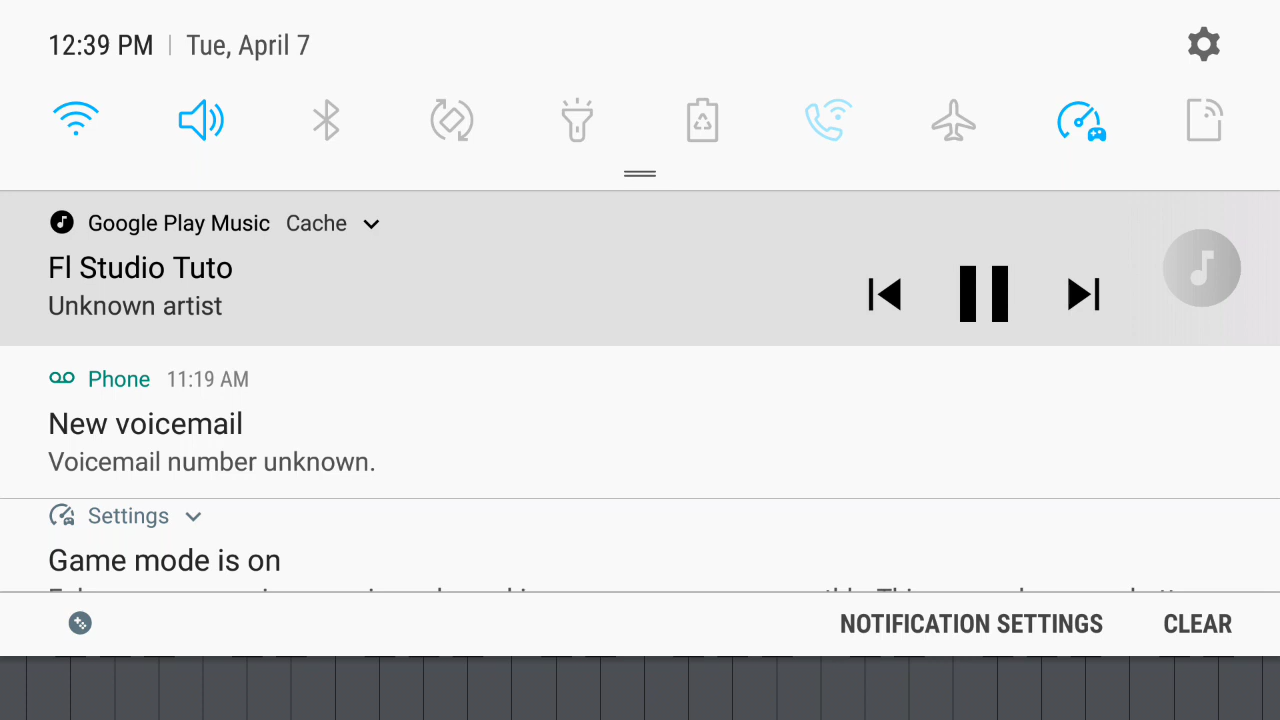 12:39 PM | Tue, April 7
Google Play Music Cache
Fl Studio Tuto
Unknown artist
Phone 11:19 AM
New voicemail
Voicemail number unknown.
Settings
Game mode is on
NOTIFICATION SETTINGS CLEAR